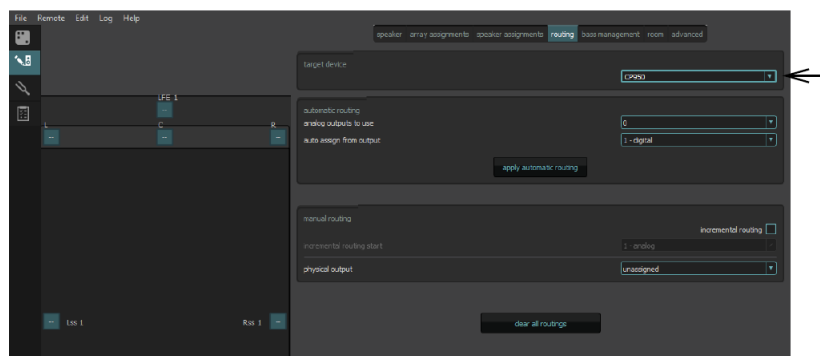 File Remote Edit Log Help
speaker array assignments speaker assignments routing bass management room advanced
target device
CP950
LFE 1
--
automatic routing
analog outputs to use 0
L C R
auto assign from output 1 - digital
-- -- --
apply automatic routing
manual routing
incremental routing
incremental routing start 1 - analog
physical output unassigned
-- Lss 1 Rss 1 --
clear all routings